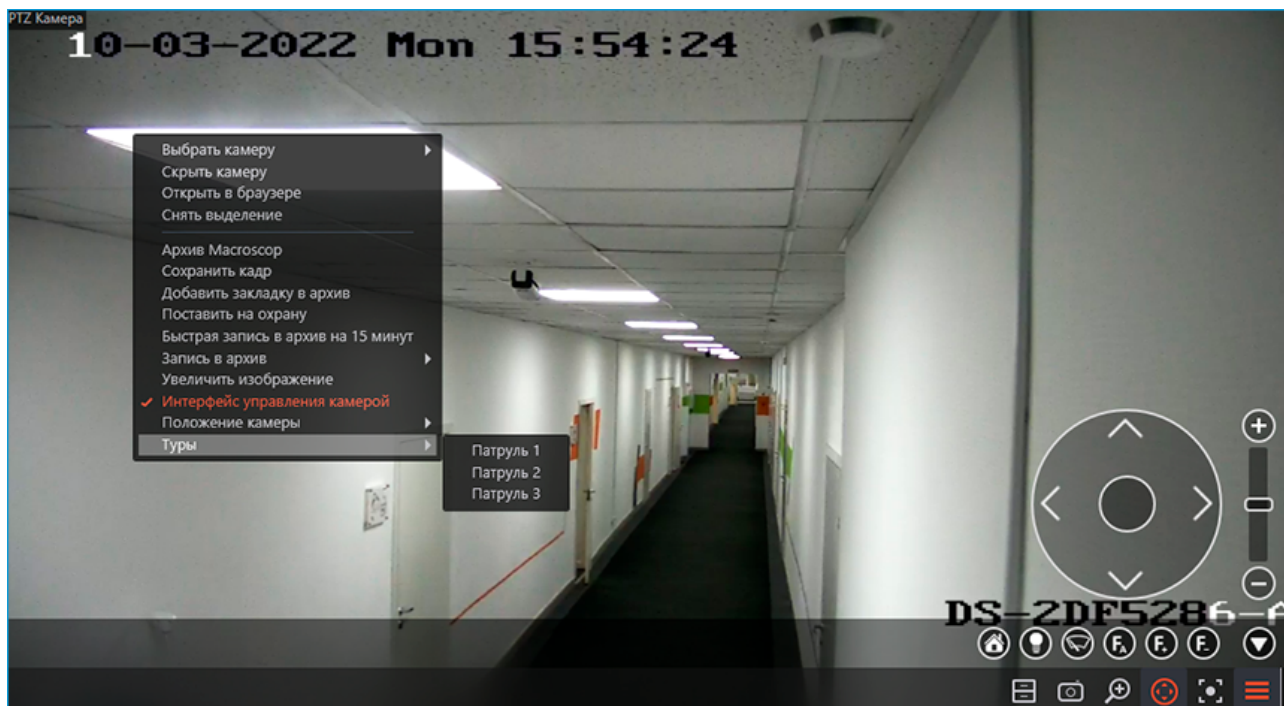 PTZ Камера
10-03-2022 Mon 15:54:24
Выбрать камеру
Скрыть камеру
Открыть в браузере
Снять выделение
Архив Macroscop
Сохранить кадр
Добавить закладку в архив
Поставить на охрану
Быстрая запись в архив на 15 минут
Запись в архив
Увеличить изображение
Интерфейс управления камерой
Положение камеры
Туры
Патруль 1
Патруль 2
Патруль 3
DS-2DF5286-A
FA F+ F-